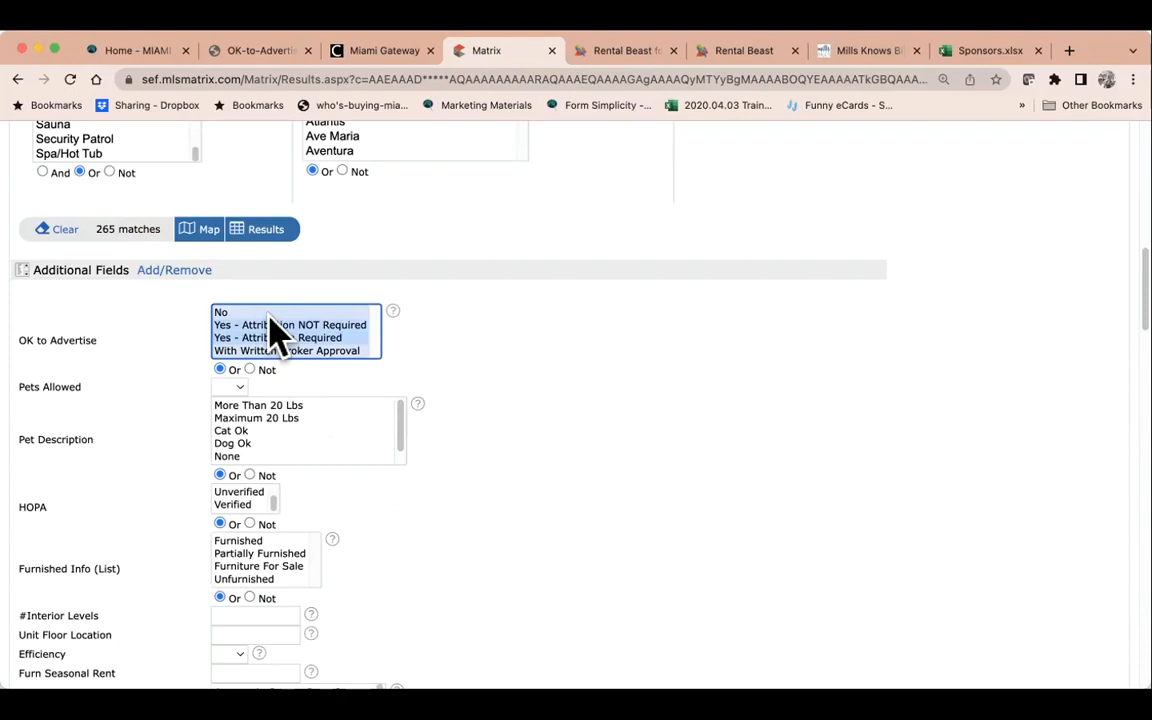 Home - MIAMI
OK-to-Advertis
Miami Gateway
Matrix
Rental Beast fo
Rental Beast
Mills Knows Bi
Sponsors.xlsx
sef.mlsmatrix.com/Matrix/Results.aspx?c=AAEAAAD*****AQAAAAAAAAARAQAAAEQAAAAGAgAAAAQyMTYyBgMAAAABOQYEAAAAATkGBQAAA...
Bookmarks
Sharing - Dropbox
Bookmarks
who's-buying-mia...
Marketing Materials
Form Simplicity -...
2020.04.03 Train...
Funny eCards - S...
»
Other Bookmarks
Sauna
Security Patrol
Spa/Hot Tub
And Or Not
Atlantis
Ave Maria
Aventura
Or Not
Clear 265 matches Map Results
Additional Fields Add/Remove
OK to Advertise
No
Yes - Attribution NOT Required
Yes - Required
With Written Broker Approval
Or Not
Pets Allowed
Pet Description
More Than 20 Lbs
Maximum 20 Lbs
Cat Ok
Dog Ok
None
Or Not
HOPA
Unverified
Verified
Or Not
Furnished Info (List)
Furnished
Partially Furnished
Furniture For Sale
Unfurnished
Or Not
#Interior Levels
Unit Floor Location
Efficiency
Furn Seasonal Rent